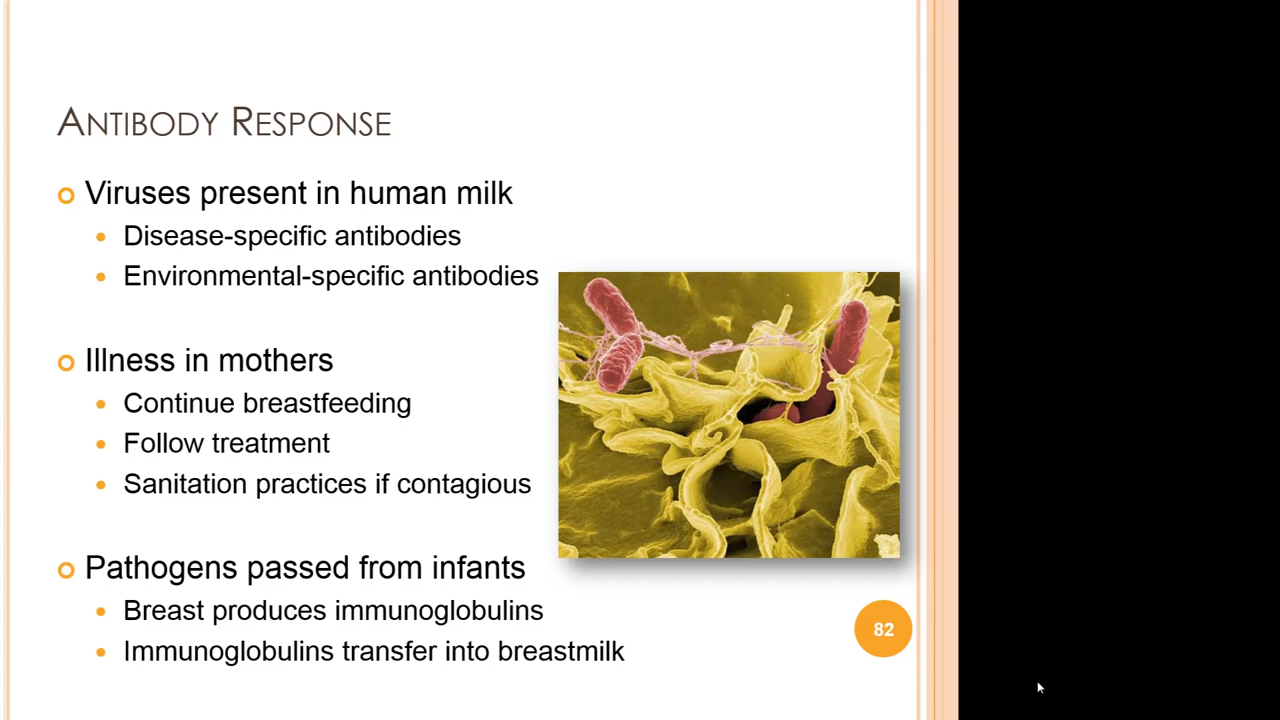 Antibody Response
Viruses present in human milk
Disease-specific antibodies
Environmental-specific antibodies
Illness in mothers
Continue breastfeeding
Follow treatment
Sanitation practices if contagious
Pathogens passed from infants
Breast produces immunoglobulins
Immunoglobulins transfer into breastmilk
82